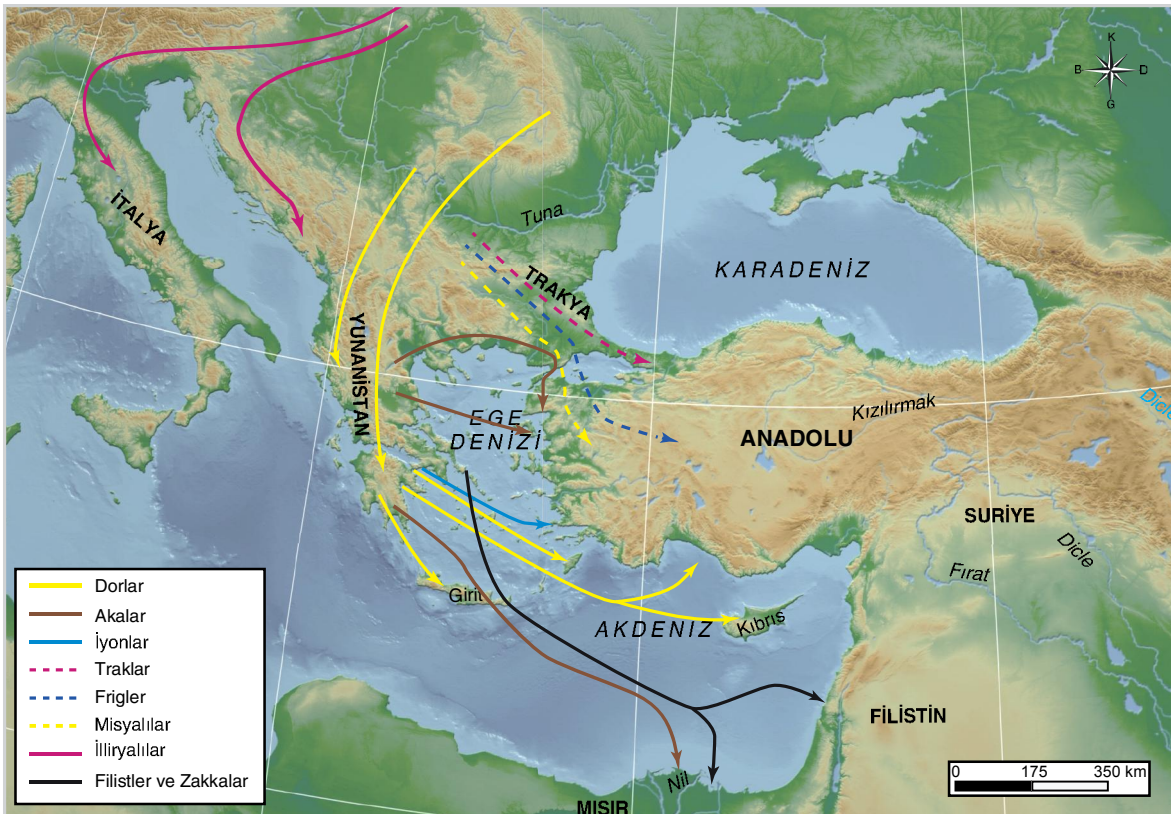 K
B
D
G
İTALYA
Tuna
TRAKYA
KARADENİZ
YUNANİSTAN
EGE
DENİZİ
Kızılırmak
Dicle
ANADOLU
SURİYE
Dicle
Fırat
Girit
AKDENİZ
Kıbrıs
FİLİSTİN
Nil
MISIR
Dorlar
Akalar
İyonlar
Traklar
Frigler
Misyalılar
İlliryalılar
Filistler ve Zakkalar
0 175 350 km